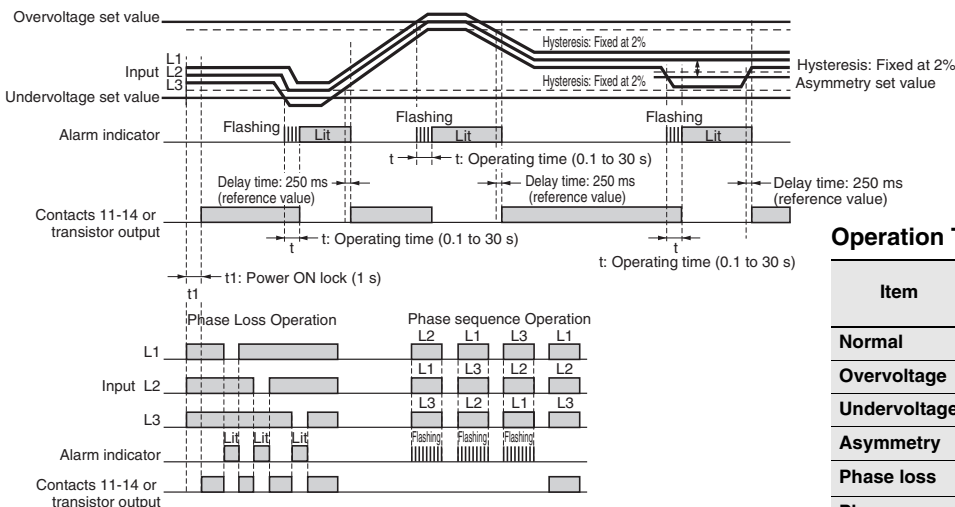 Overvoltage set value
Hysteresis: Fixed at 2%
L1
Input L2
L3
Hysteresis: Fixed at 2%
Hysteresis: Fixed at 2%
Asymmetry set value
Undervoltage set value
Flashing
Flashing
Flashing
Alarm indicator
Lit
Lit
Lit
t
t: Operating time (0.1 to 30 s)
Delay time: 250 ms
(reference value)
Delay time: 250 ms
(reference value)
Delay time: 250 ms
(reference value)
Contacts 11-14 or
transistor output
t
t: Operating time (0.1 to 30 s)
t
t: Operating time (0.1 to 30 s)
t1: Power ON lock (1 s)
t1
Phase Loss Operation
Phase sequence Operation
L2 L1 L3 L1
L1
L1 L3 L2 L2
Input L2
L3 L2 L1 L3
L3
Lit Lit Lit
Flashing Flashing Flashing
Alarm indicator
Contacts 11-14 or
transistor output
Item
Normal
Overvoltage
Undervoltage
Asymmetry
Phase loss